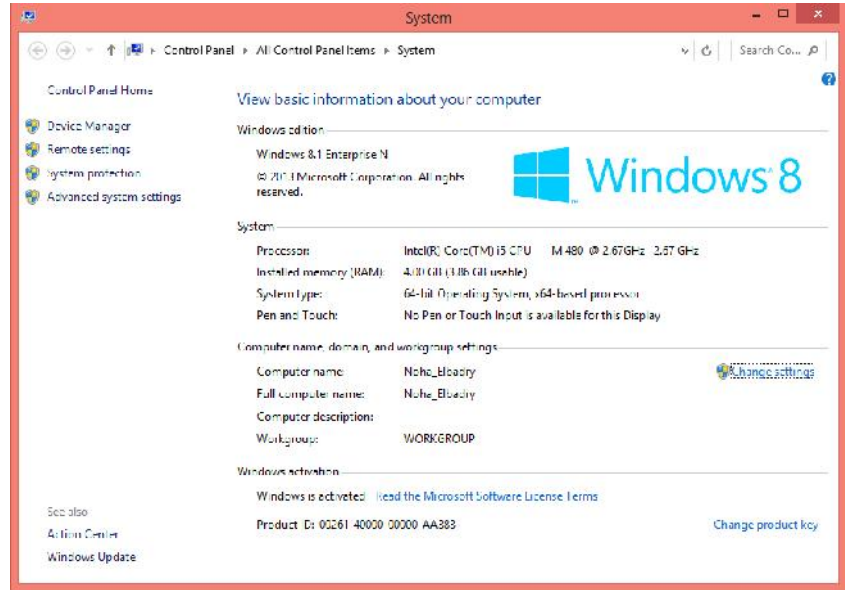 System
Control Panel ▸ All Control Panel Items ▸ System
Search Co...
Control Panel Home
Device Manager
Remote settings
System protection
Advanced system settings
See also
Action Center
Windows Update
View basic information about your computer
Windows edition
Windows 8.1 Enterprise N
© 2013 Microsoft Corporation. All rights
reserved.
Windows 8
System
Processor: Intel(R) Core(TM) i5 CPU M 480 @ 2.67GHz 2.67 GHz
Installed memory (RAM): 4.00 GB (3.86 GB usable)
System type: 64-bit Operating System, x64-based processor
Pen and Touch: No Pen or Touch Input is available for this Display
Computer name, domain, and workgroup settings
Computer name: Noha_Elbadry
Change settings
Full computer name: Noha_Elbadry
Computer description:
Workgroup: WORKGROUP
Windows activation
Windows is activated Read the Microsoft Software License Terms
Product ID: 00261-40000-00000-AA383
Change product key